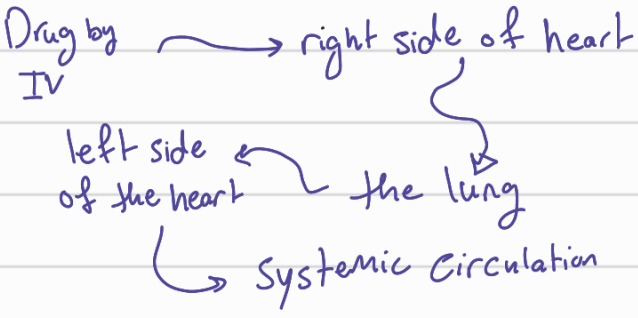 Drug by
IV
right side of heart
the lung
left side
of the heart
systemic circulation